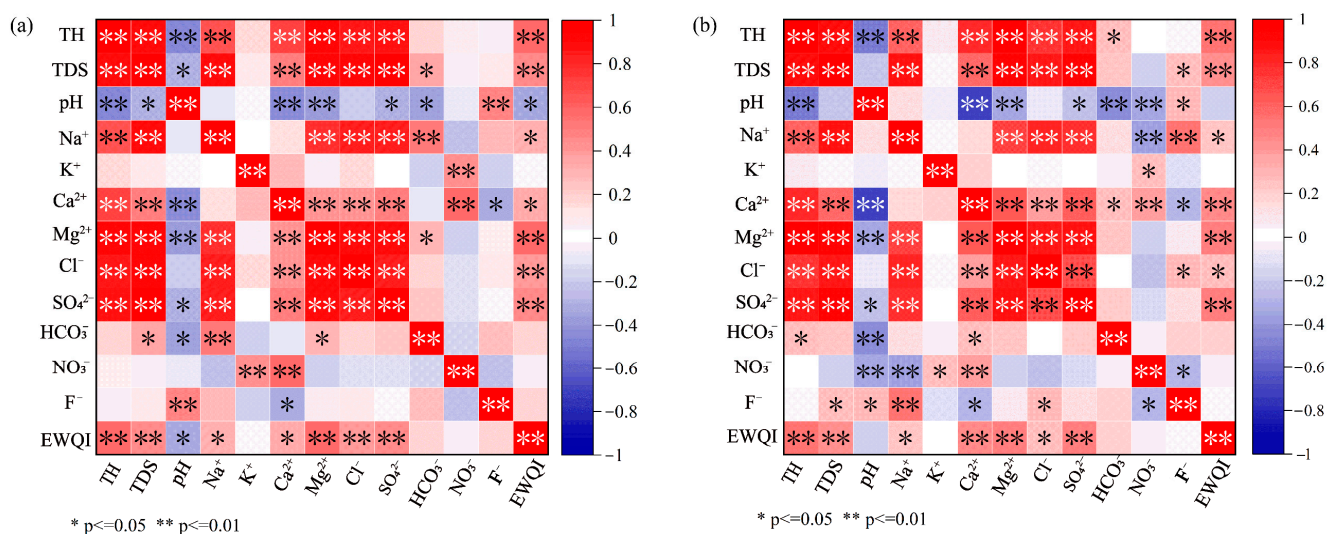 (a)
TH ** ** ** ** ** ** ** ** **
TDS ** ** * ** ** ** ** ** * **
pH ** * ** ** ** * * ** *
Na⁺ ** ** ** ** ** ** ** *
K⁺ ** **
Ca²⁺ ** ** ** ** ** ** ** ** * *
Mg²⁺ ** ** ** ** ** ** ** ** * **
Cl⁻ ** ** ** ** ** ** ** **
SO₄²⁻ ** ** * ** ** ** ** ** **
HCO₃⁻ * * ** * **
NO₃⁻ ** ** **
F⁻ ** * **
EWQI ** ** * * * ** ** ** **
TH TDS pH Na⁺ K⁺ Ca²⁺ Mg²⁺ Cl⁻ SO₄²⁻ HCO₃⁻ NO₃⁻ F⁻ EWQI
1
0.8
0.6
0.4
0.2
0
−0.2
−0.4
−0.6
−0.8
−1
* p<=0.05 ** p<=0.01
(b)
TH ** ** ** ** ** ** ** ** * **
TDS ** ** ** ** ** ** ** * **
pH ** ** ** ** * ** ** *
Na⁺ ** ** ** ** ** ** ** ** *
K⁺ ** *
Ca²⁺ ** ** ** ** ** ** ** * ** * **
Mg²⁺ ** ** ** ** ** ** ** ** **
Cl⁻ ** ** ** ** ** ** ** * *
SO₄²⁻ ** ** * ** ** ** ** ** **
HCO₃⁻ * ** * **
NO₃⁻ ** ** * ** ** *
F⁻ * * ** * * * **
EWQI ** ** * ** ** * ** **
TH TDS pH Na⁺ K⁺ Ca²⁺ Mg²⁺ Cl⁻ SO₄²⁻ HCO₃⁻ NO₃⁻ F⁻ EWQI
1
0.8
0.6
0.4
0.2
0
−0.2
−0.4
−0.6
−0.8
−1
* p<=0.05 ** p<=0.01